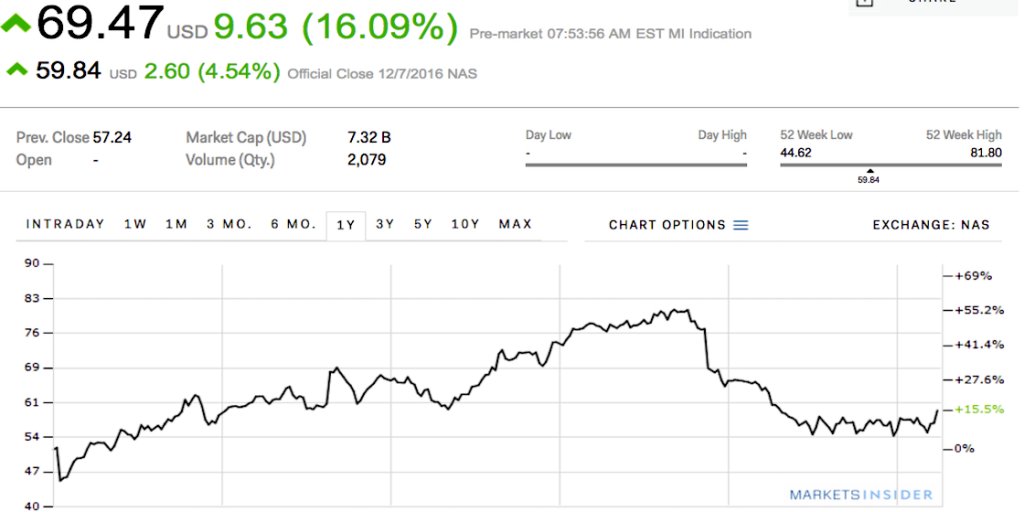 SHARE
69.47 USD 9.63 (16.09%) Pre-market 07:53:56 AM EST MI Indication
59.84 USD 2.60 (4.54%) Official Close 12/7/2016 NAS
Prev. Close 57.24 Market Cap (USD) 7.32 B Day Low Day High 52 Week Low 52 Week High
Open - Volume (Qty.) 2,079 - - 44.62 81.80
59.84
INTRADAY 1W 1M 3 MO. 6 MO. 1Y 3Y 5Y 10Y MAX CHART OPTIONS EXCHANGE: NAS
90
+69%
83
+55.2%
76
+41.4%
69
+27.6%
61
+15.5%
54
0%
47
MARKETS INSIDER
40